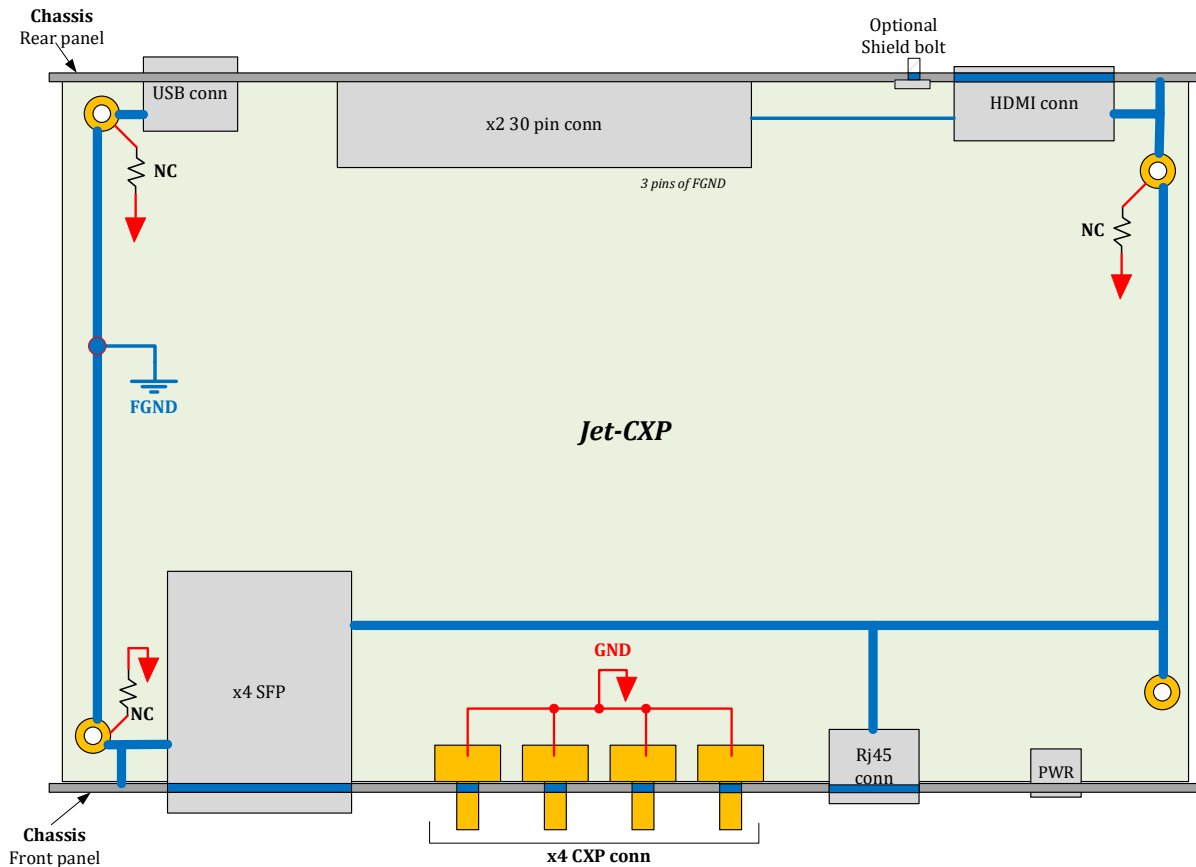 Chassis
Rear panel
Optional
Shield bolt
USB conn
x2 30 pin conn
HDMI conn
3 pins of FGND
NC
NC
FGND
Jet-CXP
GND
x4 SFP
NC
Rj45
conn
PWR
Chassis
Front panel
x4 CXP conn